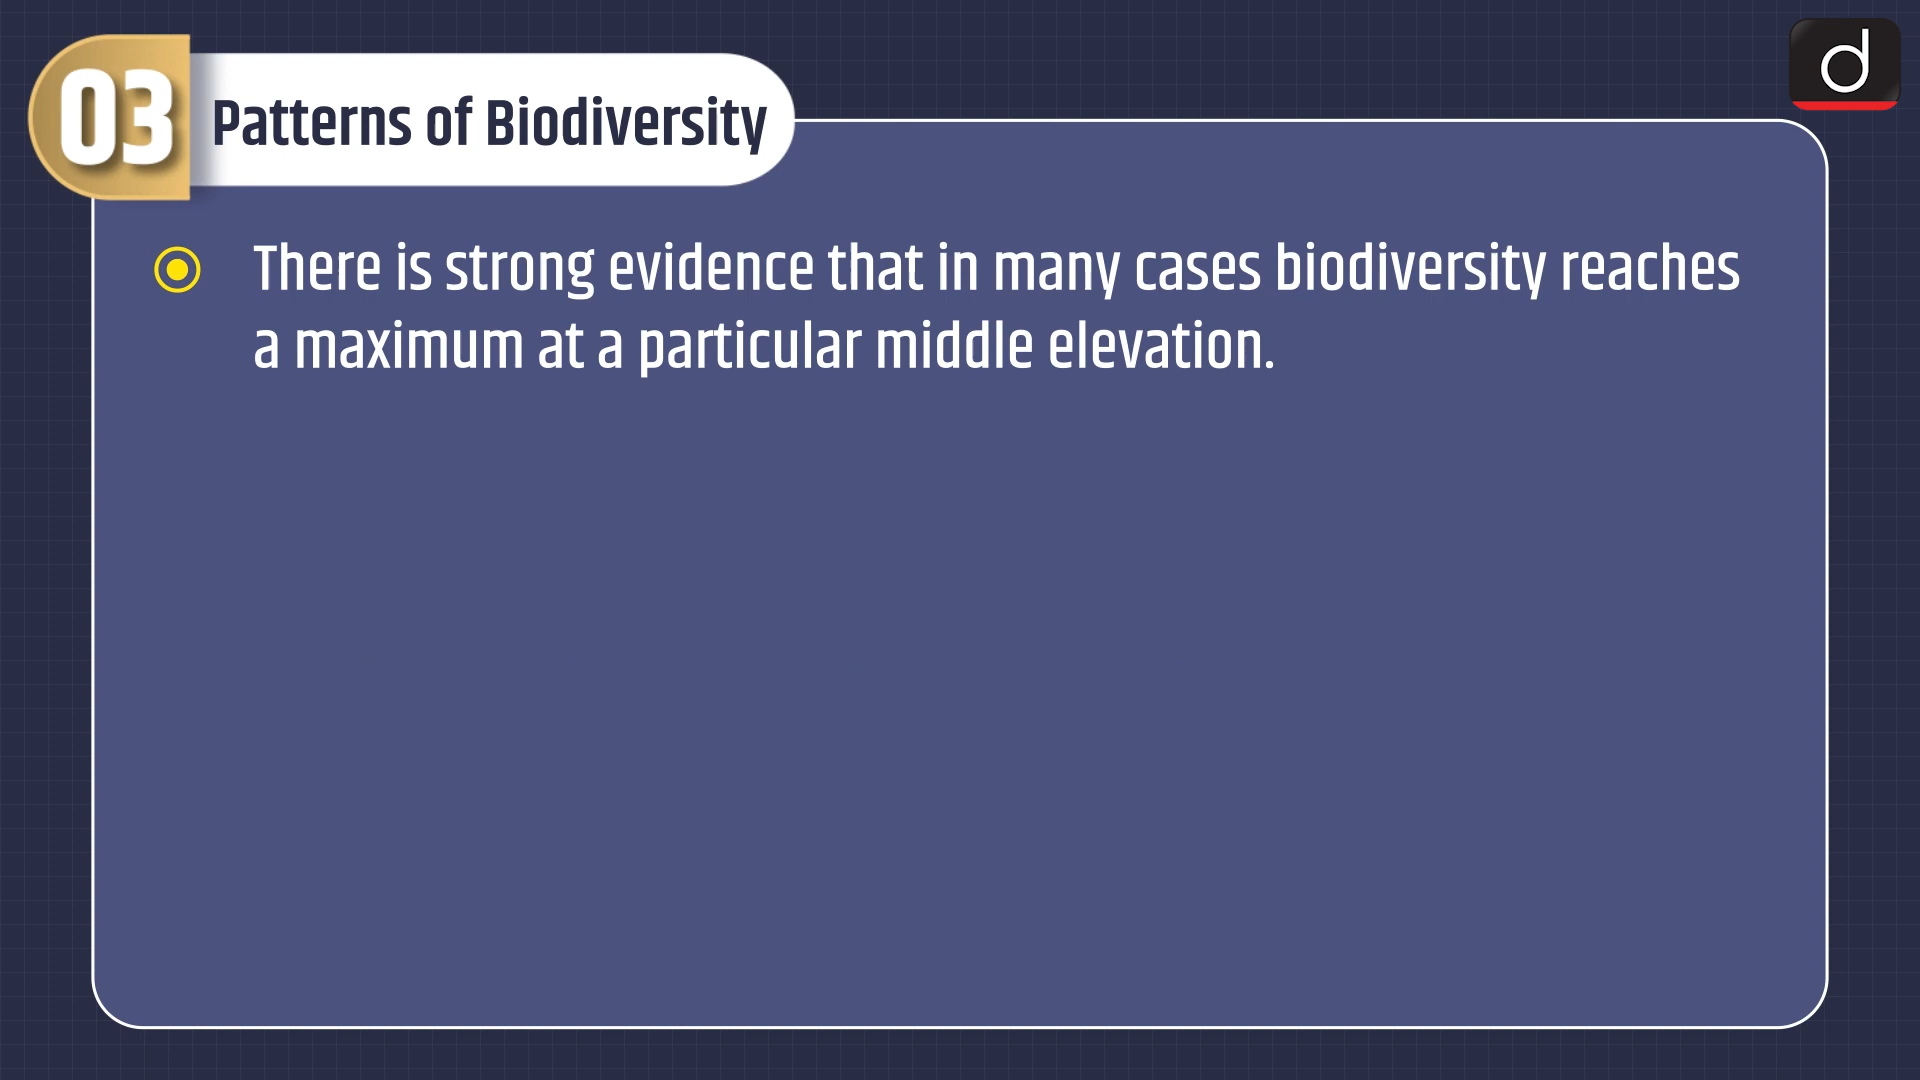 03
Patterns of Biodiversity
d
There is strong evidence that in many cases biodiversity reaches
a maximum at a particular middle elevation.